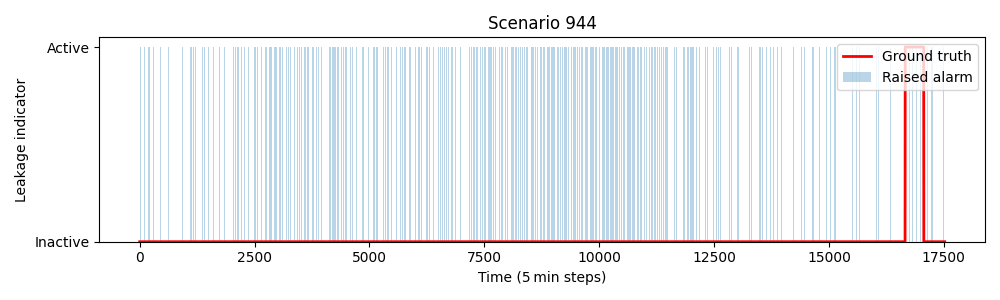 Scenario 944
Active
Inactive
Leakage indicator
Ground truth
Raised alarm
0 2500 5000 7500 10000 12500 15000 17500
Time (5 min steps)